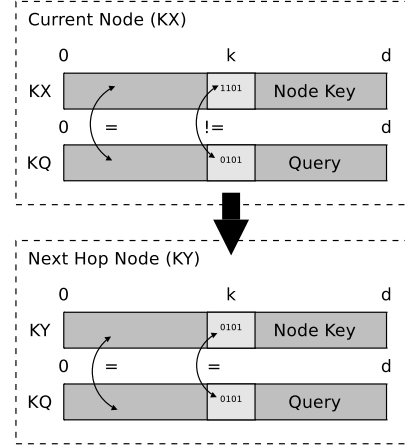 Current Node (KX)
0 k d
KX 1101 Node Key
0 = != d
KQ 0101 Query
Next Hop Node (KY)
0 k d
KY 0101 Node Key
0 = = d
KQ 0101 Query